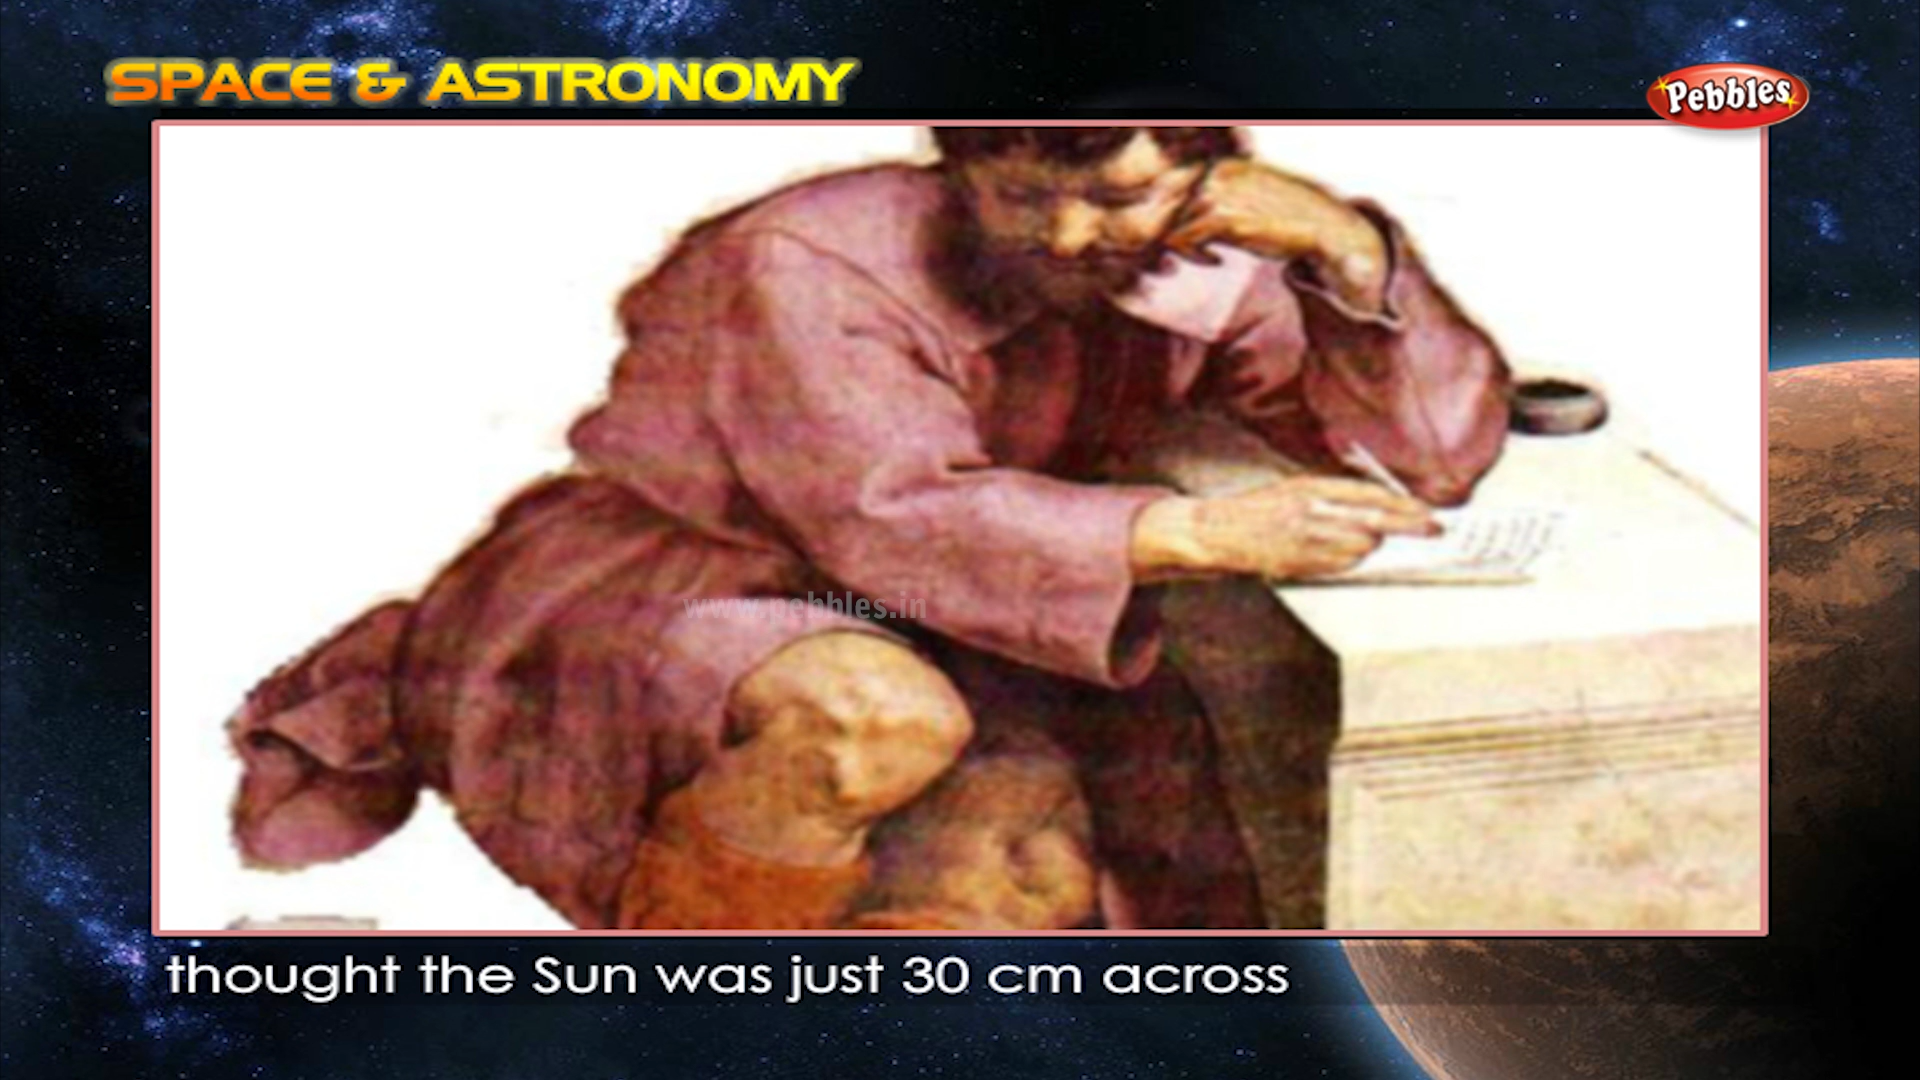 SPACE & ASTRONOMY
Pebbles
www.pebbles.in
thought the Sun was just 30 cm across